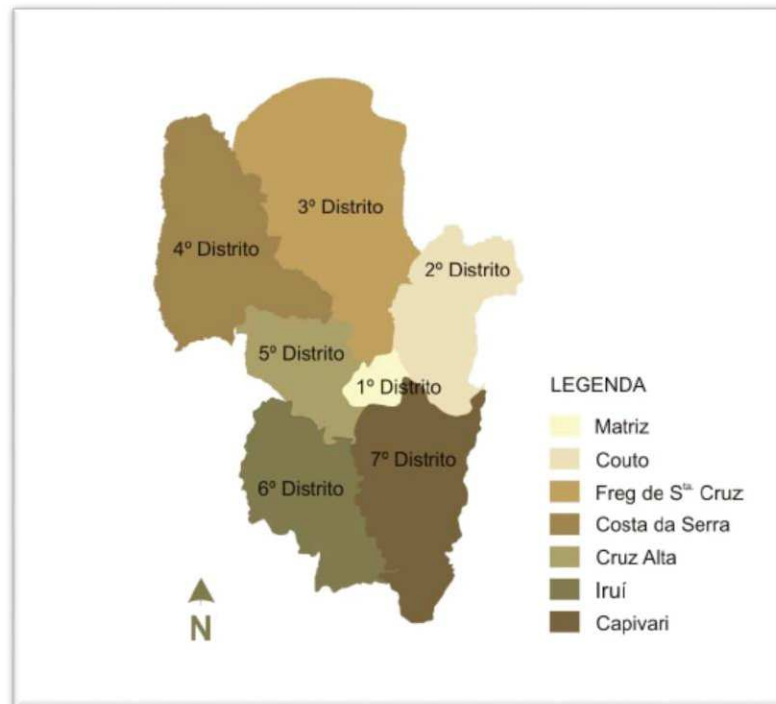 3º Distrito
4º Distrito
2º Distrito
5º Distrito
1º Distrito
7º Distrito
6º Distrito
LEGENDA
Matriz
Couto
Freg de Sᵗᵃ· Cruz
Costa da Serra
Cruz Alta
Iruí
Capivari
N